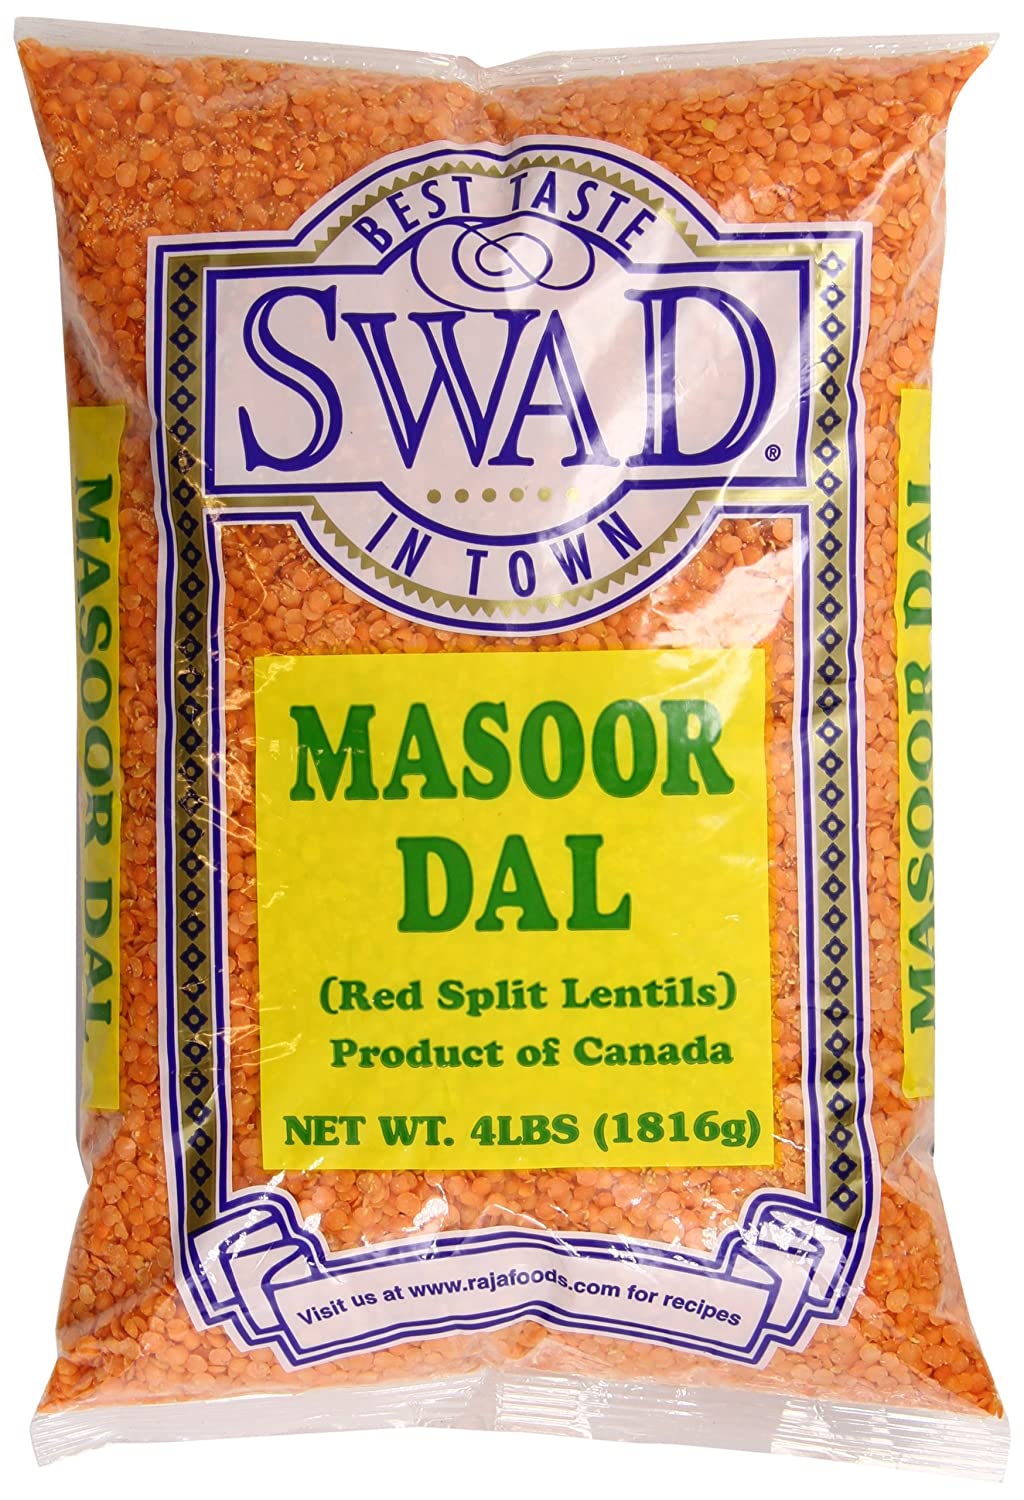 BEST TASTE
SWAD®
IN TOWN
MASOOR DAL
MASOOR DAL
MASOOR
DAL
(Red Split Lentils)
Product of Canada
NET WT. 4LBS (1816g)
Visit us at www.rajafoods.com for recipes